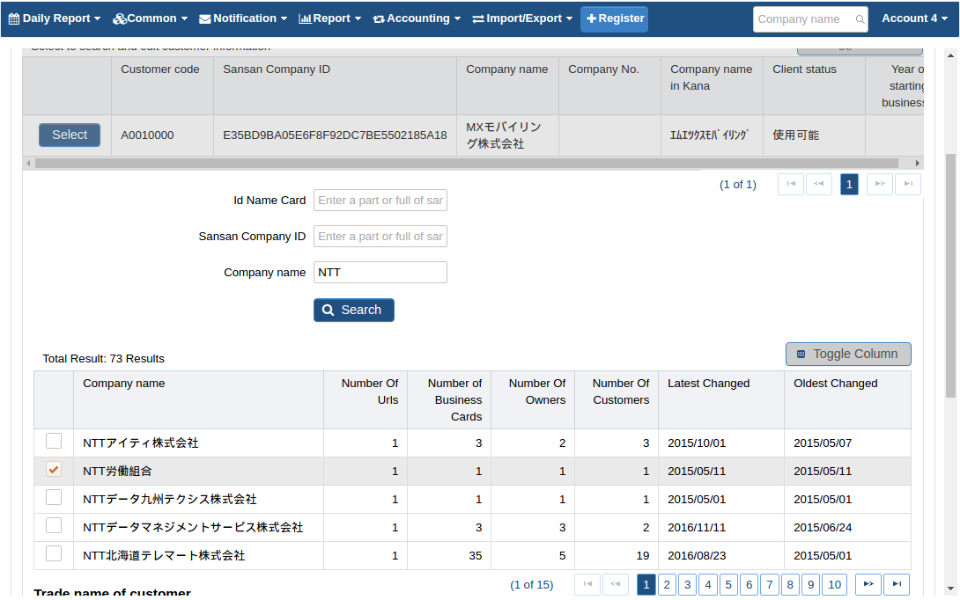 Daily Report Common Notification Report Accounting Import/Export Register Company name Account 4
Select to search and edit customer information
Customer code Sansan Company ID Company name Company No. Company name Client status Year o
in Kana starting
business
Select A0010000 E35BD9BA05E6F8F92DC7BE5502185A18 MXモバイリン ｴﾑｴｯｸｽﾓﾊﾞｲﾘﾝｸﾞ 使用可能
グ株式会社
(1 of 1) 1
Id Name Card Enter a part or full of sar
Sansan Company ID Enter a part or full of sar
Company name NTT
Search
Total Result: 73 Results Toggle Column
Company name Number Of Number of Number Of Number Of Latest Changed Oldest Changed
Urls Business Owners Customers
Cards
NTTアイティ株式会社 1 3 2 3 2015/10/01 2015/05/07
NTT労働組合 1 1 1 1 2015/05/11 2015/05/11
NTTデータ九州テクシス株式会社 1 1 1 1 2015/05/01 2015/05/01
NTTデータマネジメントサービス株式会社 1 3 3 2 2016/11/11 2015/06/24
NTT北海道テレマート株式会社 1 35 5 19 2016/08/23 2015/05/01
(1 of 15) 1 2 3 4 5 6 7 8 9 10
Trade name of customer